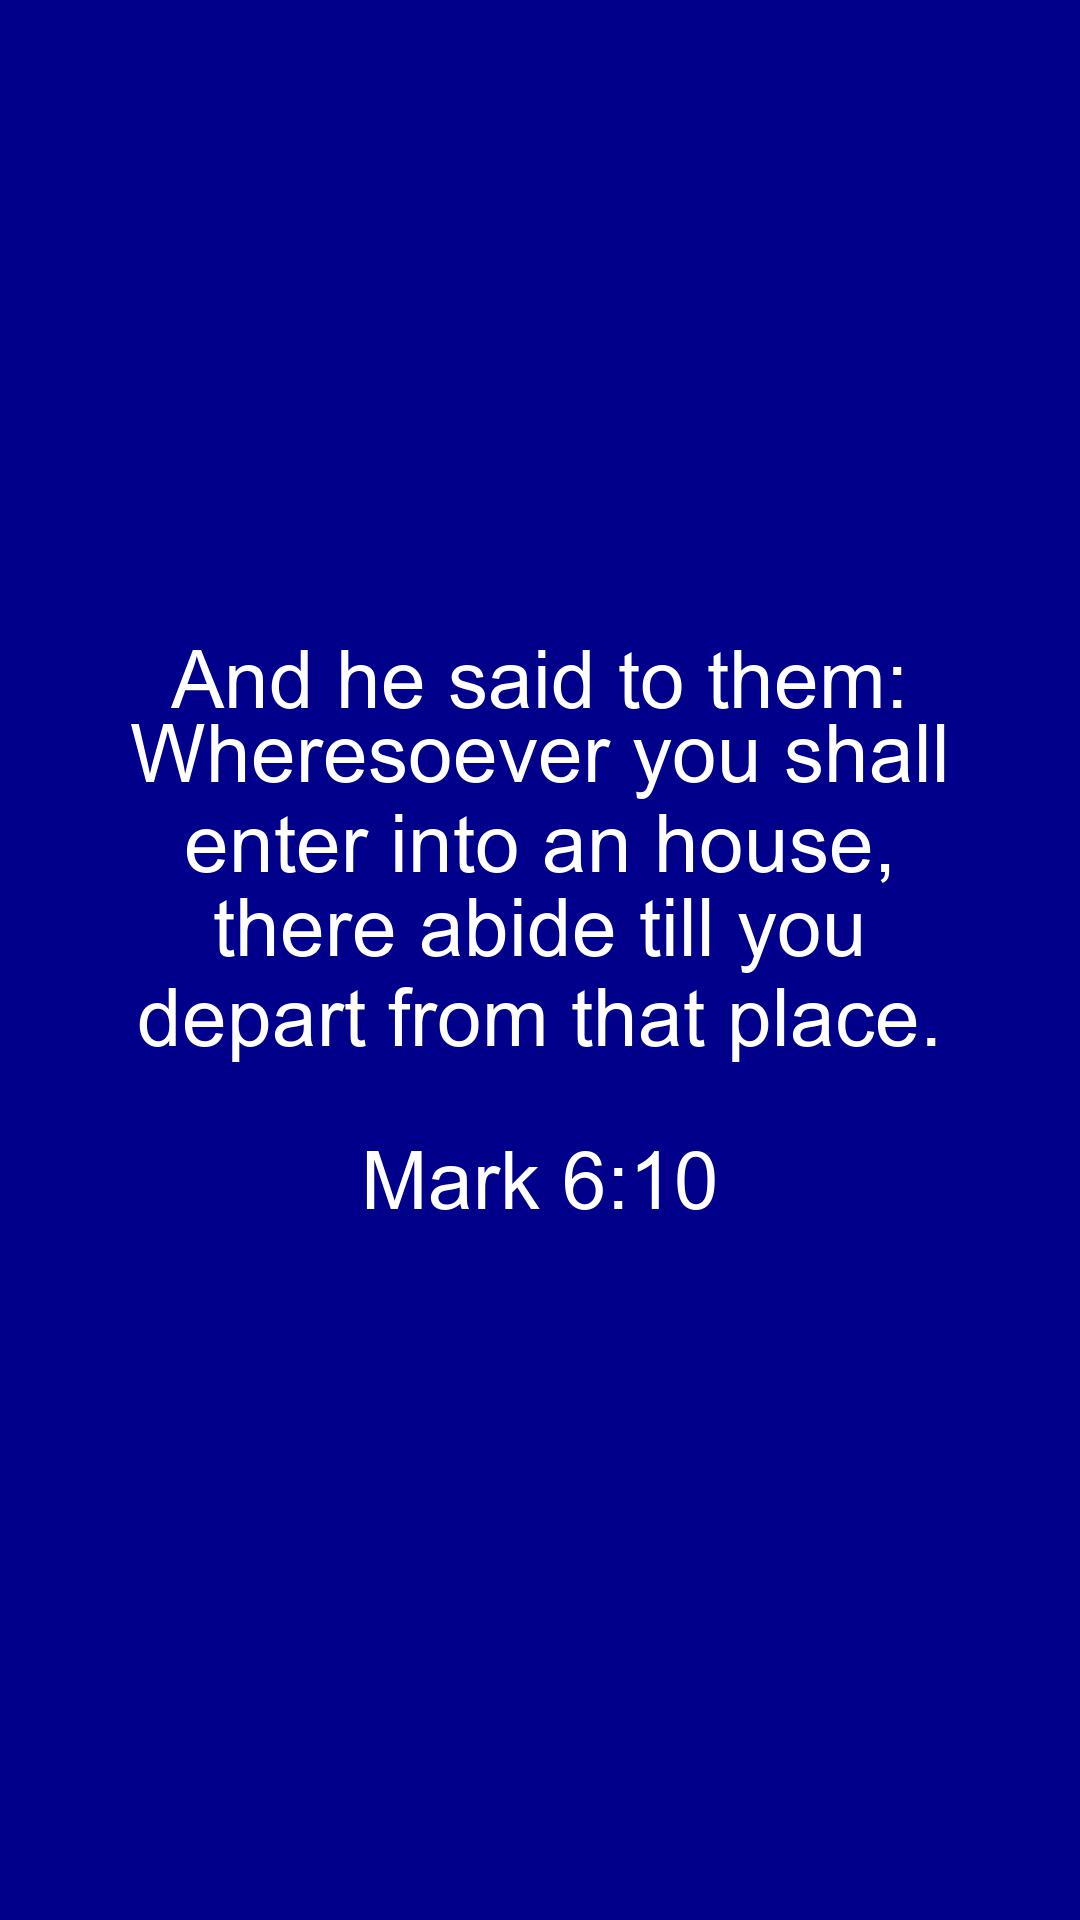 And he said to them:
Wheresoever you shall
enter into an house,
there abide till you
depart from that place.
Mark 6:10